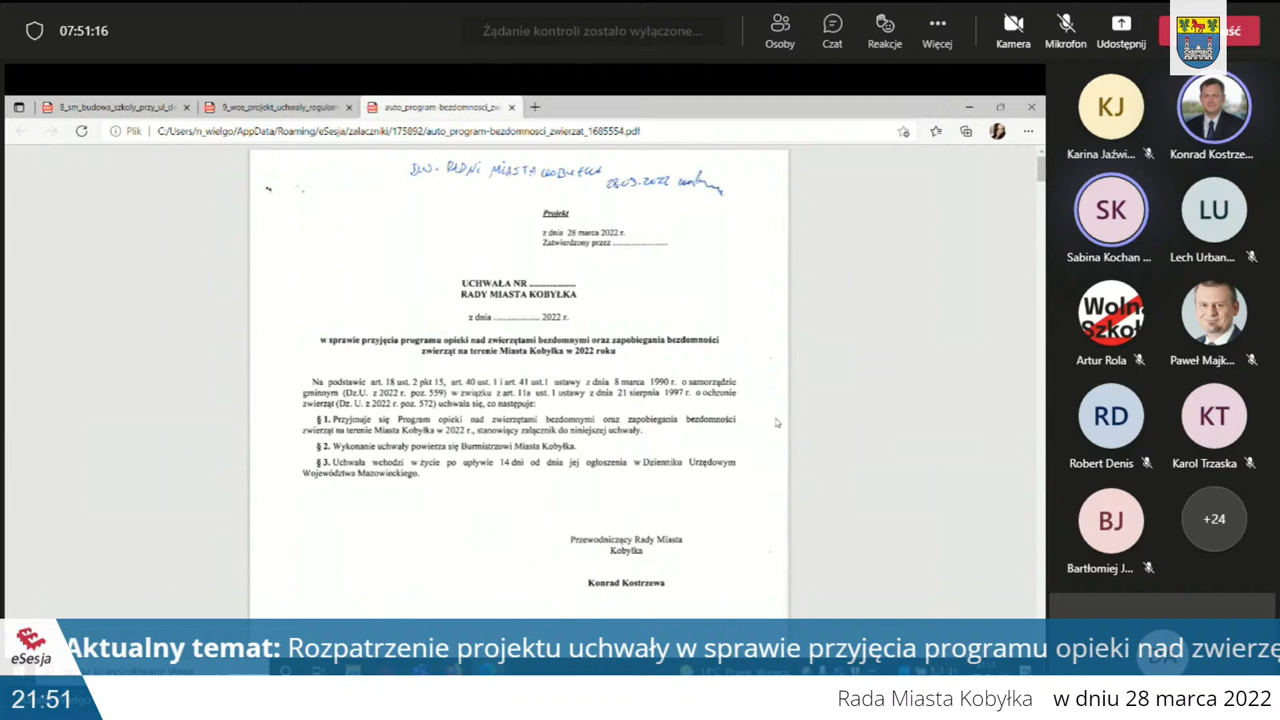 07:51:16
Żądanie kontroli zostało wyłączone...
Osoby
Czat
Reakcje
Więcej
Kamera
Mikrofon
Udostępnij
ść
8_sm_budowa_szkoly_przy_ul_d
9_wos_projekt_uchwaly_regulam
auto_program-bezdomnosci_zw
Plik
C:/Users/n_wielgo/AppData/Roaming/eSesja/zalaczniki/175892/auto_program-bezdomnosci_zwierzat_1685554.pdf
RADNI MIASTA KOBYŁKA
28.03.2022
Projekt
z dnia 28 marca 2022 r.
Zatwierdzony przez ....................
UCHWAŁA NR ..............
RADY MIASTA KOBYŁKA
z dnia ................ 2022 r.
w sprawie przyjęcia programu opieki nad zwierzętami bezdomnymi oraz zapobiegania bezdomności
zwierząt na terenie Miasta Kobyłka w 2022 roku
Na podstawie art. 18 ust. 2 pkt 15, art. 40 ust. 1 i art. 41 ust.1 ustawy z dnia 8 marca 1990 r. o samorządzie
gminnym (Dz.U. z 2022 r. poz. 559) w związku z art. 11a ust. 1 ustawy z dnia 21 sierpnia 1997 r. o ochronie
zwierząt (Dz. U. z 2022 r. poz. 572) uchwala się, co następuje:
§ 1. Przyjmuje się Program opieki nad zwierzętami bezdomnymi oraz zapobiegania bezdomności
zwierząt na terenie Miasta Kobyłka w 2022 r., stanowiący załącznik do niniejszej uchwały.
§ 2. Wykonanie uchwały powierza się Burmistrzowi Miasta Kobyłka.
§ 3. Uchwała wchodzi w życie po upływie 14 dni od dnia jej ogłoszenia w Dzienniku Urzędowym
Województwa Mazowieckiego.
Przewodniczący Rady Miasta
Kobyłka
Konrad Kostrzewa
KJ
Karina Jaźwi...
Konrad Kostrze...
SK
Sabina Kochan ...
LU
Lech Urban...
Woln
Szkoł
Artur Rola
Paweł Majk...
RD
Robert Denis
KT
Karol Trzaska
BJ
Bartłomiej J...
+24
eSesja
Aktualny temat: Rozpatrzenie projektu uchwały w sprawie przyjęcia programu opieki nad zwierzę
21:51
Rada Miasta Kobyłka w dniu 28 marca 2022